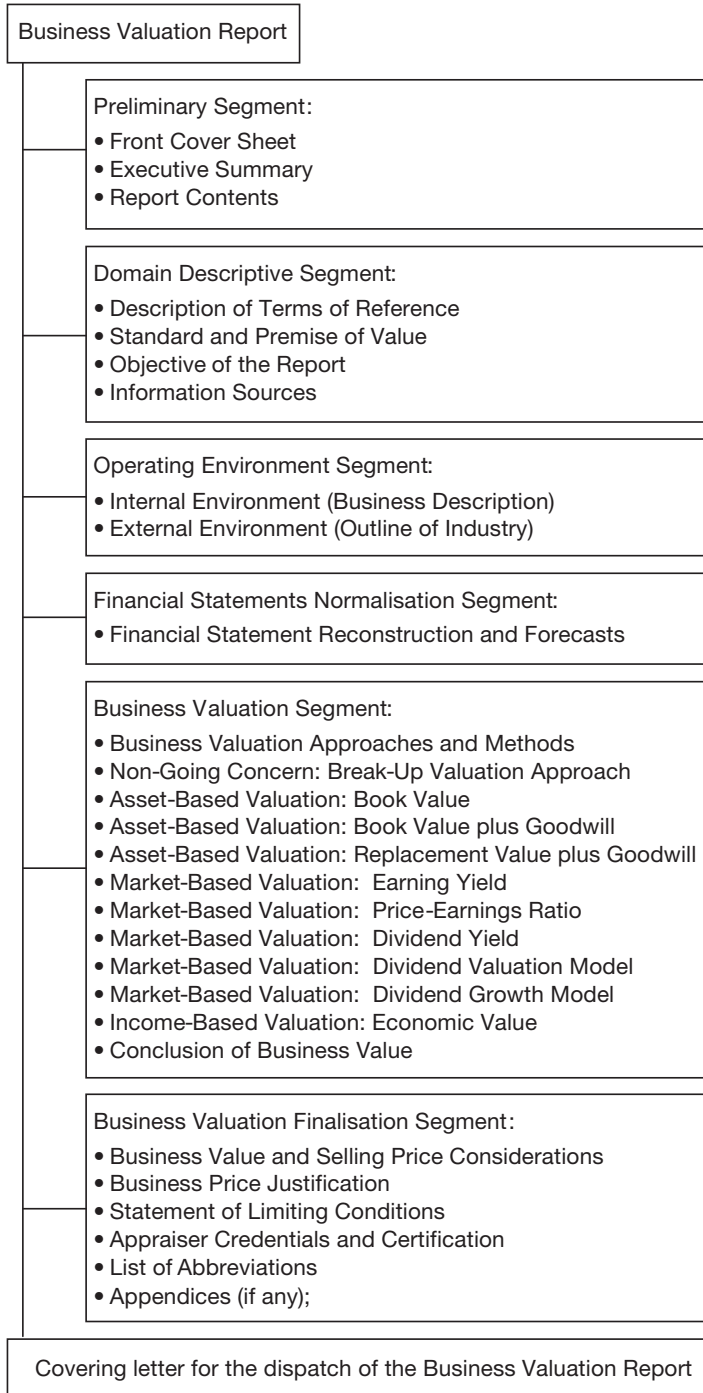 Business Valuation Report
Preliminary Segment:
• Front Cover Sheet
• Executive Summary
• Report Contents
Domain Descriptive Segment:
• Description of Terms of Reference
• Standard and Premise of Value
• Objective of the Report
• Information Sources
Operating Environment Segment:
• Internal Environment (Business Description)
• External Environment (Outline of Industry)
Financial Statements Normalisation Segment:
• Financial Statement Reconstruction and Forecasts
Business Valuation Segment:
• Business Valuation Approaches and Methods
• Non-Going Concern: Break-Up Valuation Approach
• Asset-Based Valuation: Book Value
• Asset-Based Valuation: Book Value plus Goodwill
• Asset-Based Valuation: Replacement Value plus Goodwill
• Market-Based Valuation: Earning Yield
• Market-Based Valuation: Price-Earnings Ratio
• Market-Based Valuation: Dividend Yield
• Market-Based Valuation: Dividend Valuation Model
• Market-Based Valuation: Dividend Growth Model
• Income-Based Valuation: Economic Value
• Conclusion of Business Value
Business Valuation Finalisation Segment:
• Business Value and Selling Price Considerations
• Business Price Justification
• Statement of Limiting Conditions
• Appraiser Credentials and Certification
• List of Abbreviations
• Appendices (if any);
Covering letter for the dispatch of the Business Valuation Report